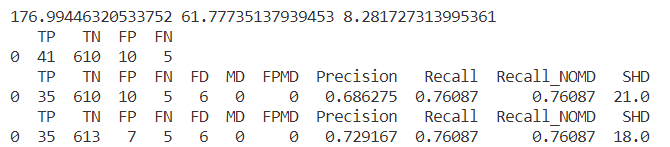 176.99446320533752 61.77735137939453 8.281727313995361
TP TN FP FN
0 41 610 10 5
TP TN FP FN FD MD FPMD Precision Recall Recall_NOMD SHD
0 35 610 10 5 6 0 0 0.686275 0.76087 0.76087 21.0
TP TN FP FN FD MD FPMD Precision Recall Recall_NOMD SHD
0 35 613 7 5 6 0 0 0.729167 0.76087 0.76087 18.0